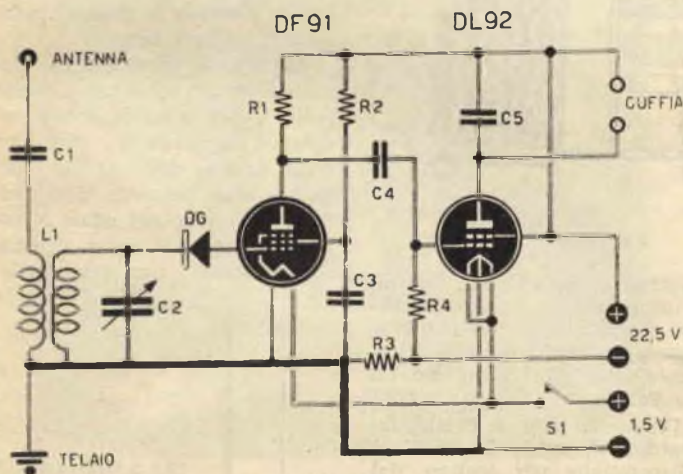 DF91
DL92
ANTENNA
R1
R2
C5
CUFFIA
C1
C4
L1
DG
C2
C3
R4
R3
22,5 V
S1
1,5 V
TELAIO